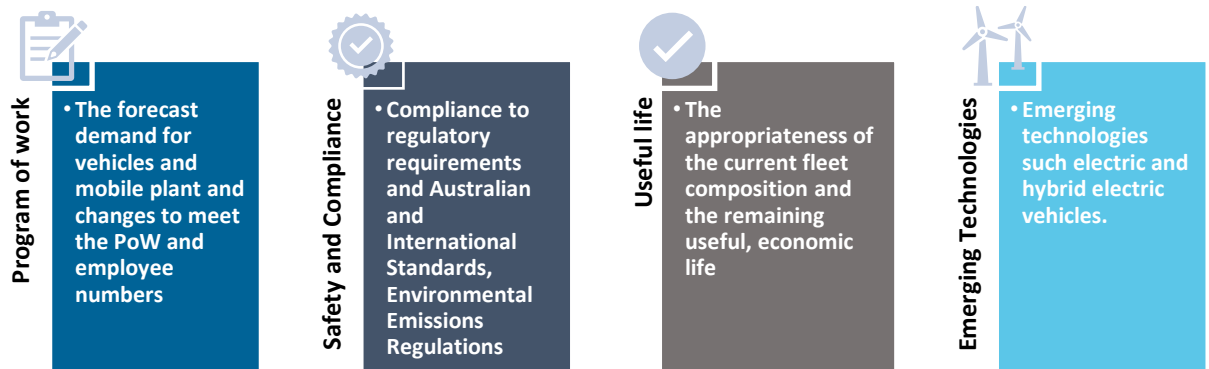 Program of work
• The forecast
demand for
vehicles and
mobile plant and
changes to meet
the PoW and
employee
numbers
Safety and Compliance
• Compliance to
regulatory
requirements
and Australian
and
International
Standards,
Environmental
Emissions
Regulations
Useful life
• The
appropriateness of
the current fleet
composition and
the remaining
useful, economic
life
Emerging Technologies
• Emerging
technologies
such electric and
hybrid electric
vehicles.